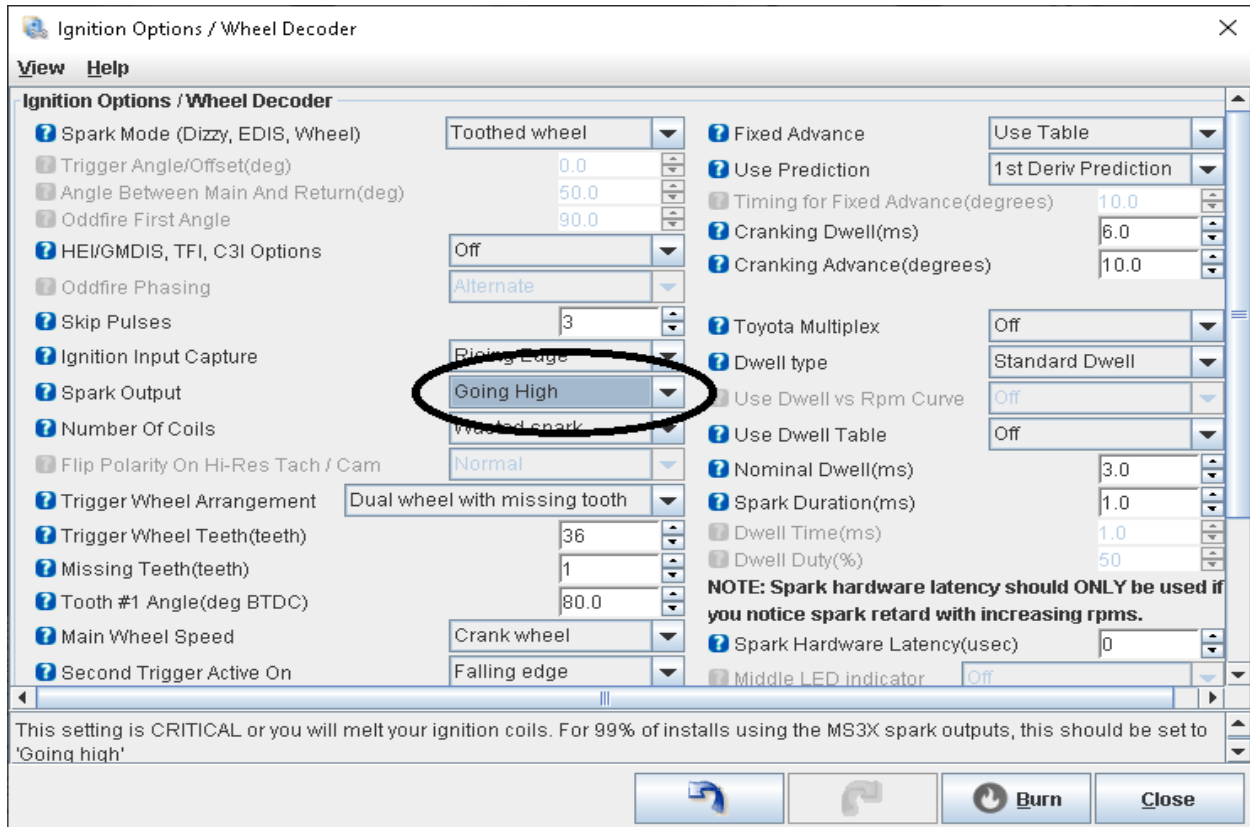 Ignition Options / Wheel Decoder
View Help
Ignition Options / Wheel Decoder
Spark Mode (Dizzy, EDIS, Wheel) Toothed wheel
Trigger Angle/Offset(deg) 0.0
Angle Between Main And Return(deg) 50.0
Oddfire First Angle 90.0
HEI/GMDIS, TFI, C3I Options Off
Oddfire Phasing Alternate
Skip Pulses 3
Ignition Input Capture Rising Edge
Spark Output Going High
Number Of Coils Wasted spark
Flip Polarity On Hi-Res Tach / Cam Normal
Trigger Wheel Arrangement Dual wheel with missing tooth
Trigger Wheel Teeth(teeth) 36
Missing Teeth(teeth) 1
Tooth #1 Angle(deg BTDC) 80.0
Main Wheel Speed Crank wheel
Second Trigger Active On Falling edge
Fixed Advance Use Table
Use Prediction 1st Deriv Prediction
Timing for Fixed Advance(degrees) 10.0
Cranking Dwell(ms) 6.0
Cranking Advance(degrees) 10.0
Toyota Multiplex Off
Dwell type Standard Dwell
Use Dwell vs Rpm Curve Off
Use Dwell Table Off
Nominal Dwell(ms) 3.0
Spark Duration(ms) 1.0
Dwell Time(ms) 1.0
Dwell Duty(%) 50
NOTE: Spark hardware latency should ONLY be used if
you notice spark retard with increasing rpms.
Spark Hardware Latency(usec) 0
Middle LED indicator Off
This setting is CRITICAL or you will melt your ignition coils. For 99% of installs using the MS3X spark outputs, this should be set to
'Going high'
Burn Close